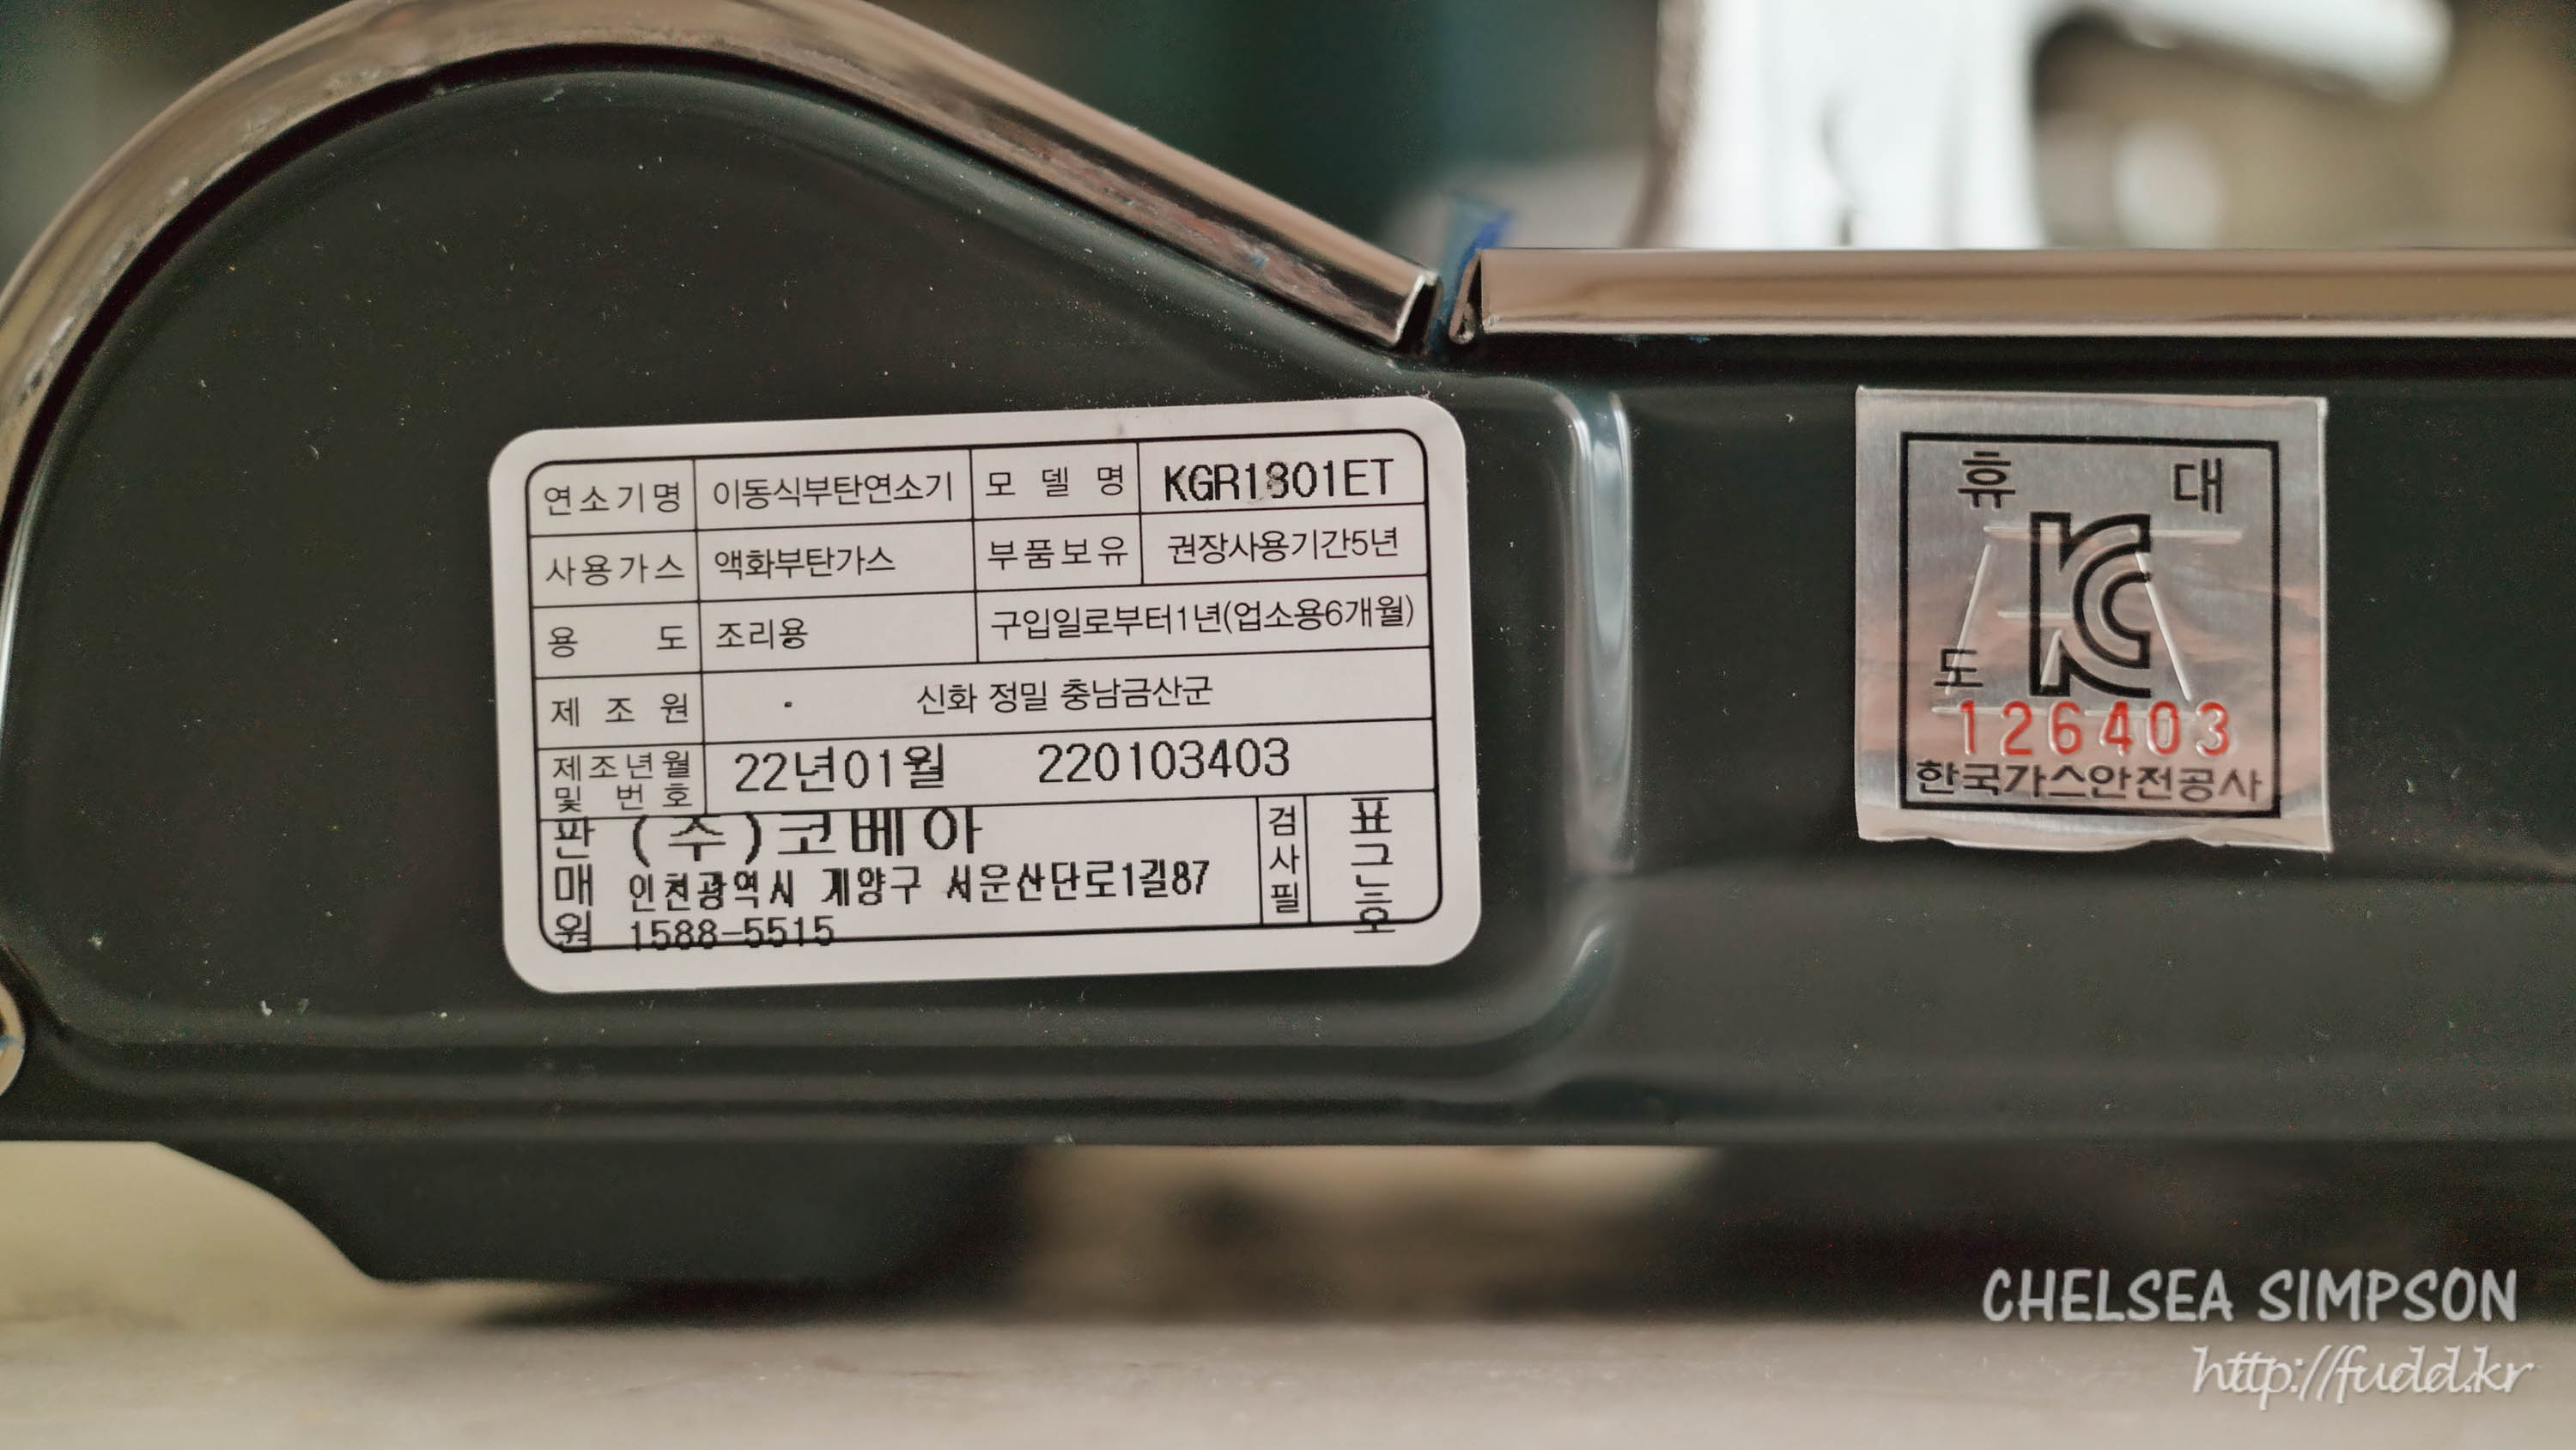 연소기명 이동식부탄연소기 모델명 KGR1801ET
사용가스 액화부탄가스 부품보유 권장사용기간5년
용도 조리용 구입일로부터1년(업소용6개월)
제조원 신화 정밀 충남금산군
제조년월 및 번호 22년01월 220103403
판매원 (주)코베아
인천광역시 계양구 서운산단로1길87
1588-5515
검사필
휴대
KC
도
126403
한국가스안전공사
CHELSEA SIMPSON
http://fudd.kr